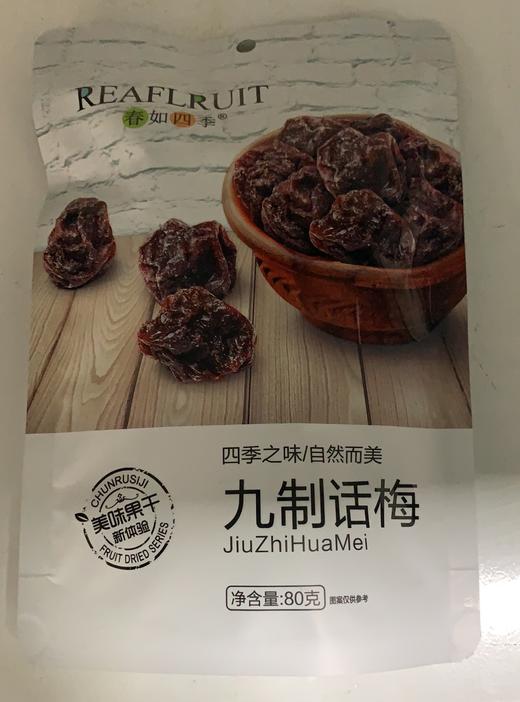 REAFLRUIT
春如四季®
四季之味/自然而美
九制话梅
JiuZhiHuaMei
CHUNRUSIJI
美味果干
新体验
FRUIT DRIED SERIES
净含量:80克
图案仅供参考